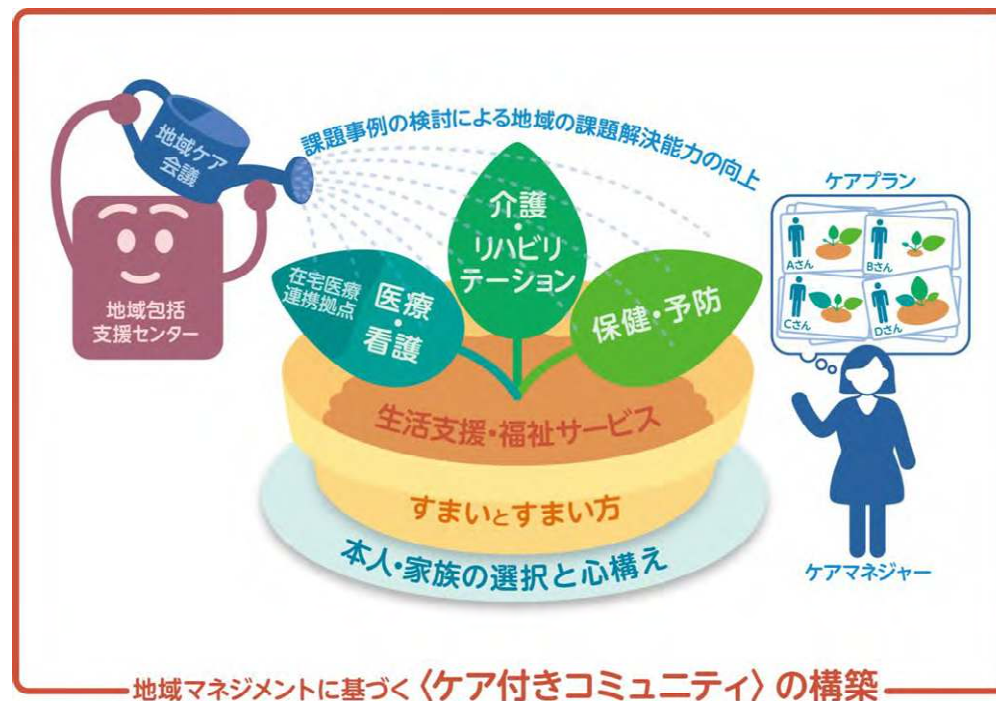 課題事例の検討による地域の課題解決能力の向上
地域ケア
会議
地域包括
支援センター
在宅医療
連携拠点
医療
・
看護
介護
・
リハビリ
テーション
保健・予防
生活支援・福祉サービス
すまいとすまい方
本人・家族の選択と心構え
ケアプラン
Aさん
Bさん
Cさん
Dさん
ケアマネジャー
地域マネジメントに基づく〈ケア付きコミュニティ〉の構築